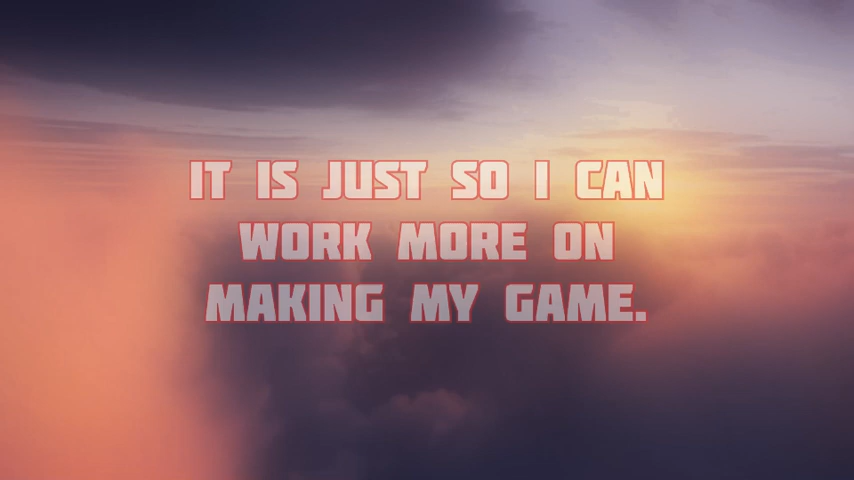 IT IS JUST SO I CAN
WORK MORE ON
MAKING MY GAME.